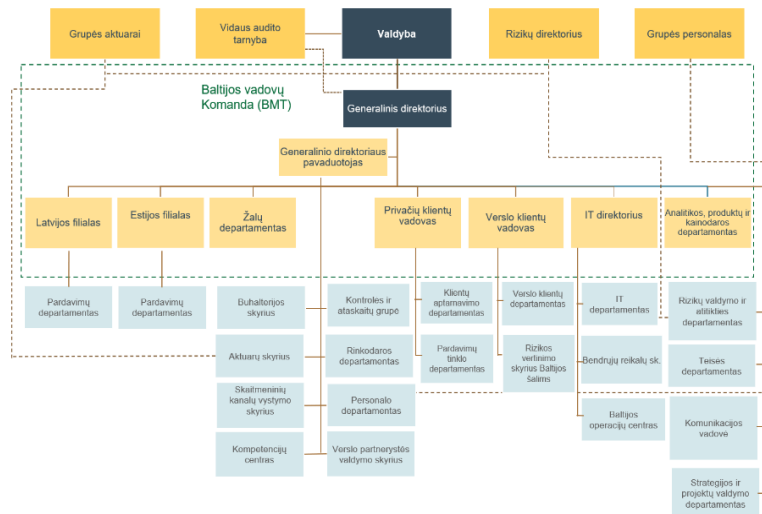 Grupės aktuarai
Vidaus audito
tarnyba
Valdyba
Rizikų direktorius
Grupės personalas
Baltijos vadovų
Komanda (BMT)
Generalinis direktorius
Generalinio direktoriaus
pavaduotojas
Latvijos filialas
Estijos filialas
Žalų
departamentas
Privačių klientų
vadovas
Verslo klientų
vadovas
IT direktorius
Analitikos, produktų ir
kainodaros
departamentas
Pardavimų
departamentas
Pardavimų
departamentas
Buhalterijos
skyrius
Kontroles ir
ataskaitų grupė
Klientų
aptarnavimo
departamentas
Verslo klientų
departamentas
IT
departamentas
Rizikų valdymo ir
atitikties
departamentas
Aktuarų skyrius
Rinkodaros
departamentas
Pardavimų
tinklo
departamentas
Rizikos
vertinimo
skyrius Baltijos
šalims
Bendrųjų reikalų sk.
Teisės
departamentas
Skaitmeninių
kanalų vystymo
skyrius
Personalo
departamentas
Baltijos
operacijų centras
Komunikacijos
vadovė
Kompetencijų
centras
Verslo partnerystės
valdymo skyrius
Strategijos ir
projektų valdymo
departamentas